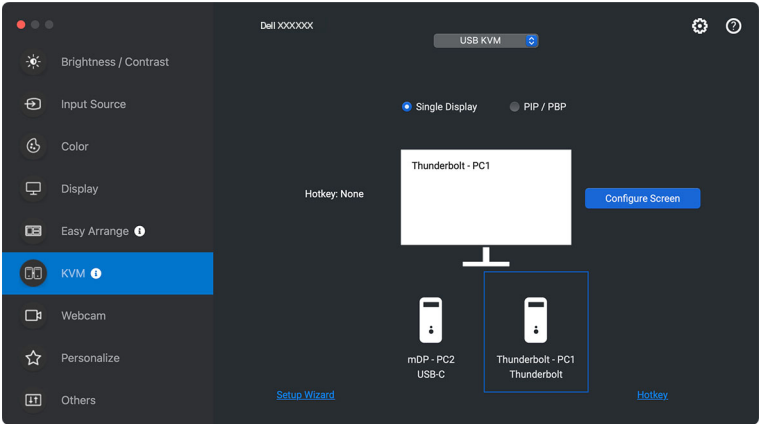 Dell XXXXXX
USB KVM
Brightness / Contrast
Input Source
Color
Display
Easy Arrange
KVM
Webcam
Personalize
Others
Single Display
PIP / PBP
Thunderbolt - PC1
Hotkey: None
Configure Screen
mDP - PC2
USB-C
Thunderbolt - PC1
Thunderbolt
Setup Wizard
Hotkey